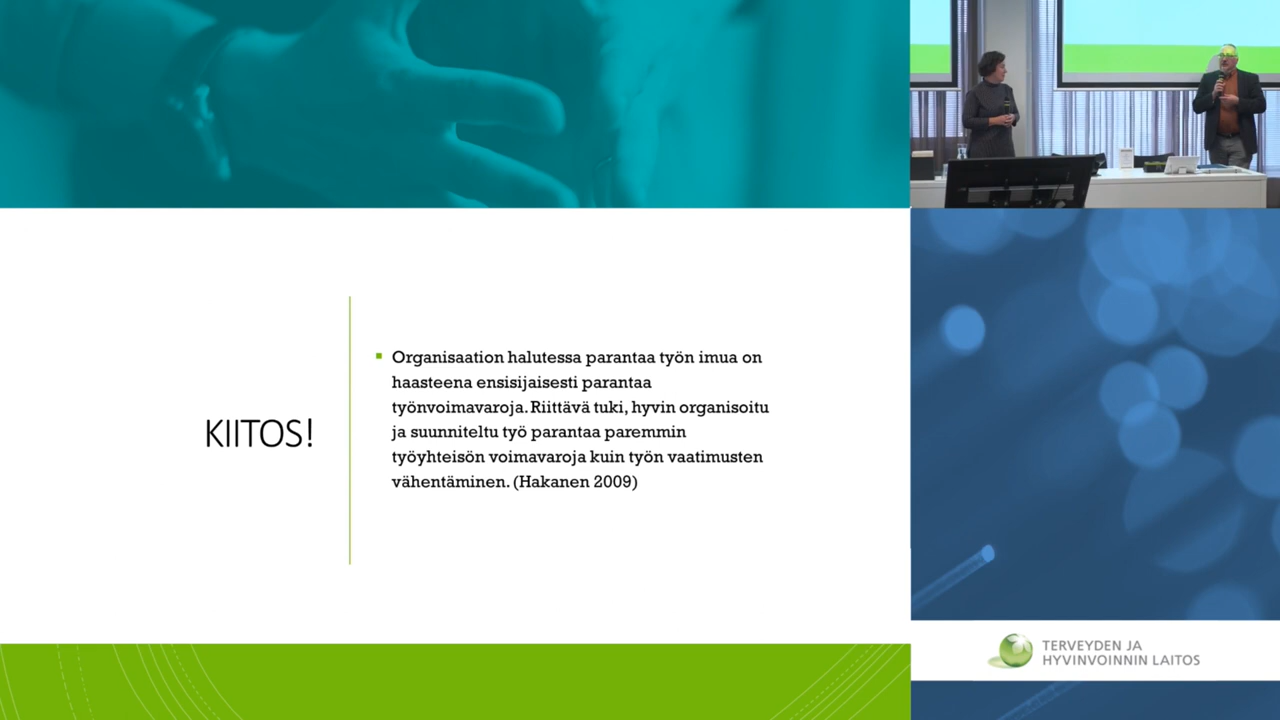 KIITOS!
Organisaation halutessa parantaa työn imua on
haasteena ensisijaisesti parantaa
työnvoimavaroja. Riittävä tuki, hyvin organisoitu
ja suunniteltu työ parantaa paremmin
työyhteisön voimavaroja kuin työn vaatimusten
vähentäminen. (Hakanen 2009)
TERVEYDEN JA
HYVINVOINNIN LAITOS